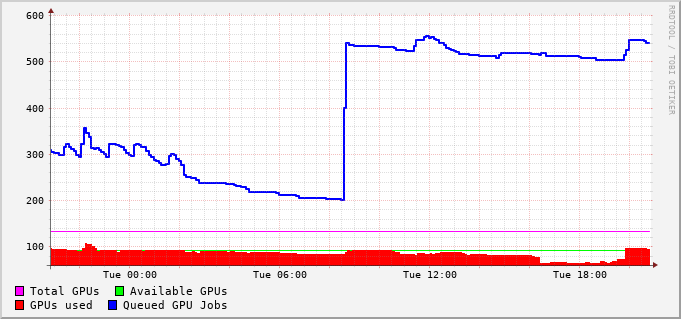 600
500
400
300
200
100
Tue 00:00 Tue 06:00 Tue 12:00 Tue 18:00
Total GPUs Available GPUs
GPUs used Queued GPU Jobs
RRDTOOL / TOBI OETIKER